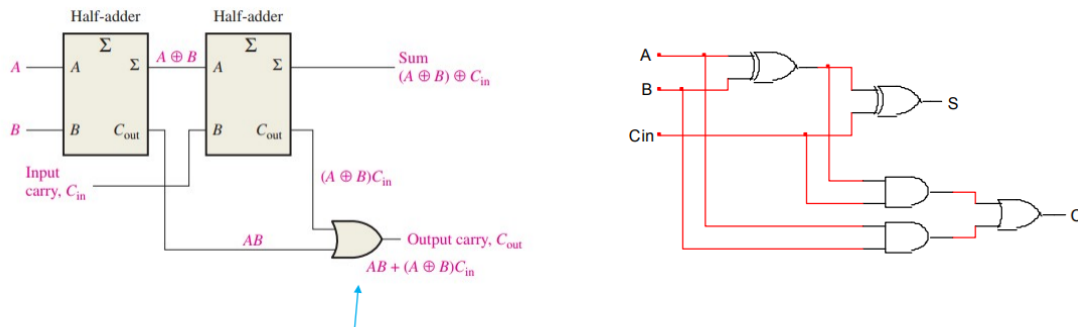 Half-adder
Half-adder
Σ
Σ
A
A
Σ
A ⊕ B
A
Σ
Sum
(A ⊕ B) ⊕ Cin
B
B
Cout
B
Cout
Input
carry, Cin
(A ⊕ B)Cin
AB
Output carry, Cout
AB + (A ⊕ B)Cin
A
B
S
Cin
C